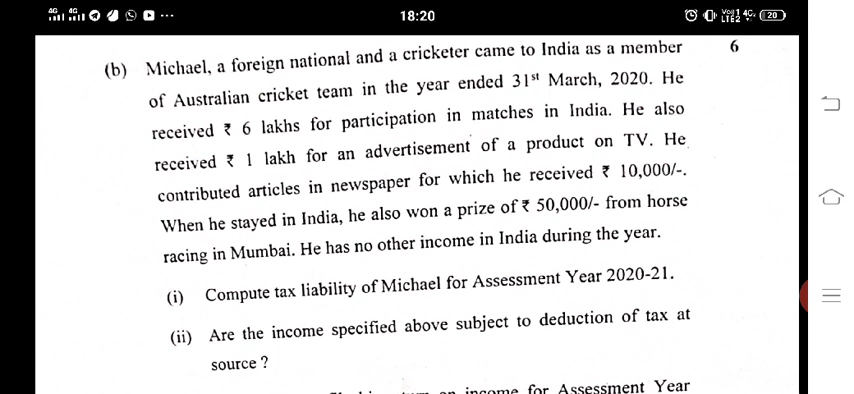 18:20
20
(b) Michael, a foreign national and a cricketer came to India as a member 6
of Australian cricket team in the year ended 31st March, 2020. He
received ₹ 6 lakhs for participation in matches in India. He also
received ₹ 1 lakh for an advertisement of a product on TV. He
contributed articles in newspaper for which he received ₹ 10,000/-.
When he stayed in India, he also won a prize of ₹ 50,000/- from horse
racing in Mumbai. He has no other income in India during the year.
(i) Compute tax liability of Michael for Assessment Year 2020-21.
(ii) Are the income specified above subject to deduction of tax at
source ?
income for Assessment Year